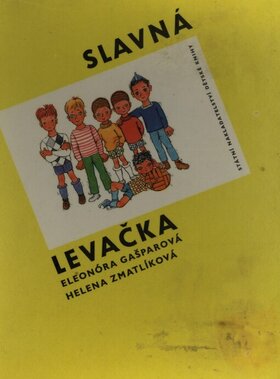 SLAVNÁ
STÁTNÍ NAKLADATELSTVÍ DĚTSKÉ KNIHY
LEVAČKA
ELEONÓRA GAŠPAROVÁ
HELENA ZMATLÍKOVÁ